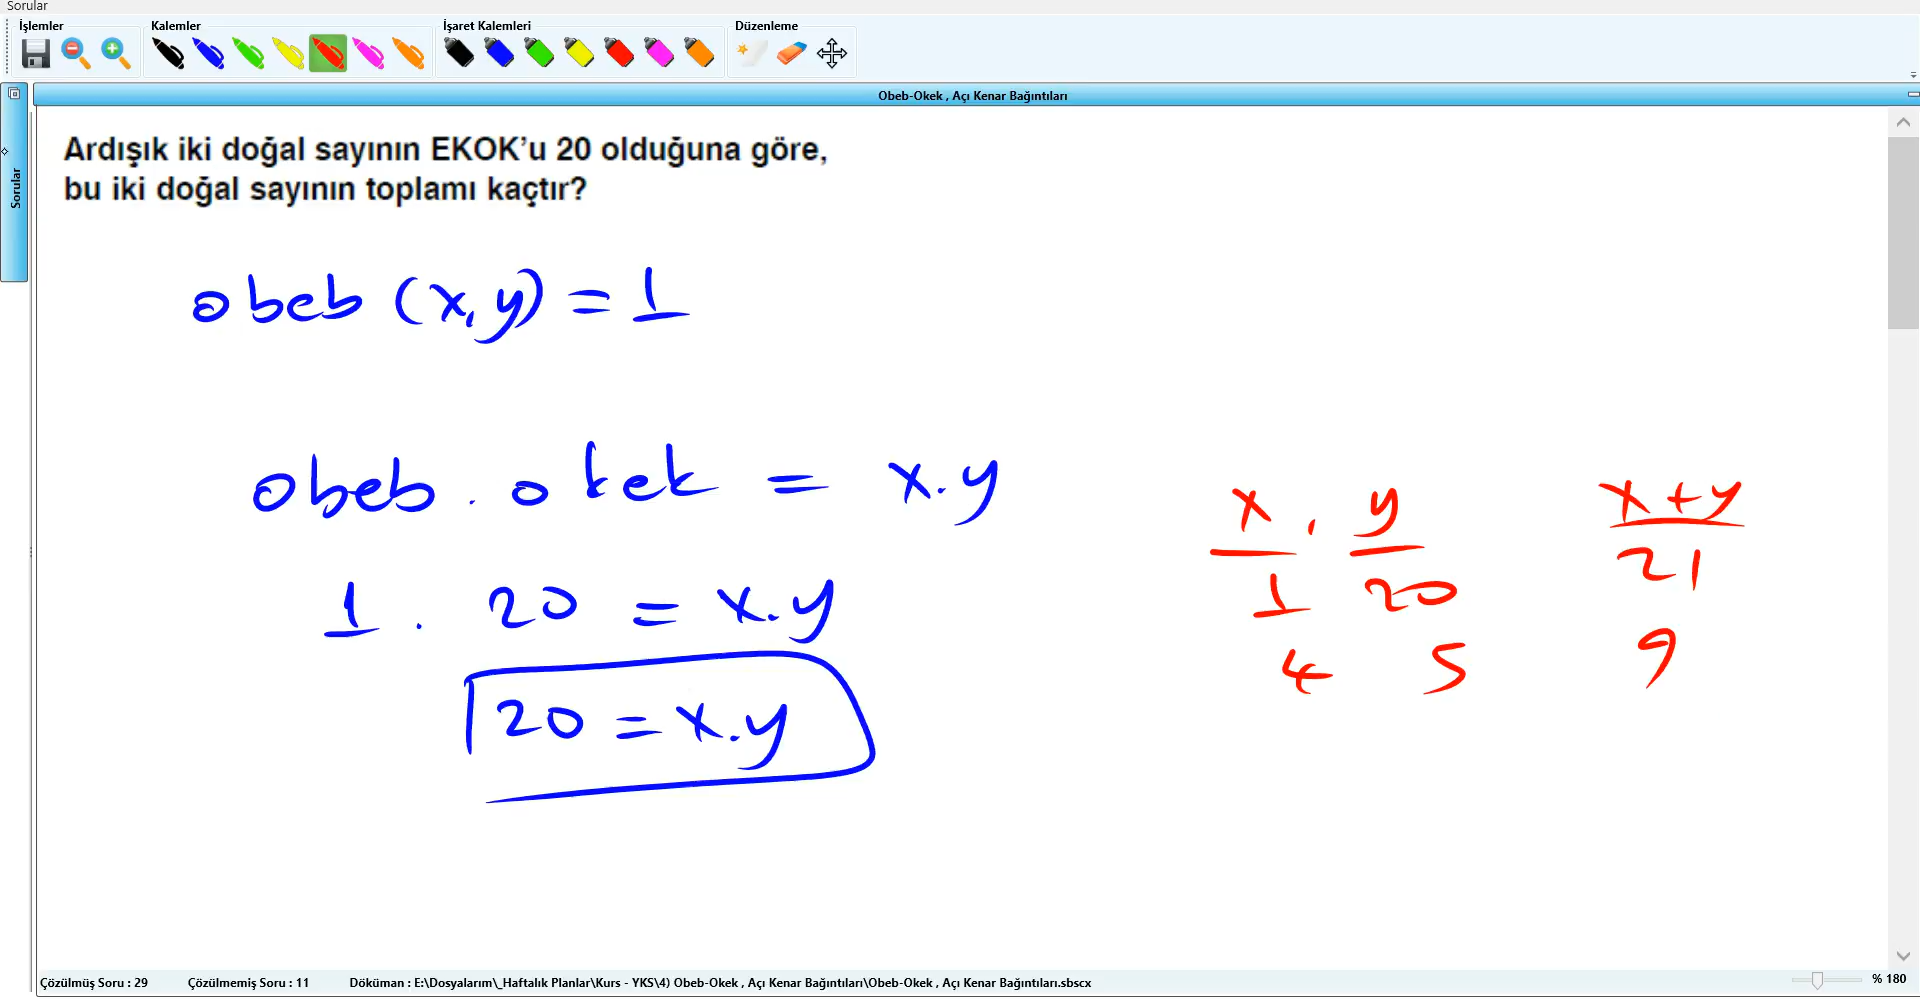 Sorular
İşlemler Kalemler İşaret Kalemleri Düzenleme
Obeb-Okek , Açı Kenar Bağıntıları
Sorular
Ardışık iki doğal sayının EKOK'u 20 olduğuna göre,
bu iki doğal sayının toplamı kaçtır?
obeb (x,y) = 1
obeb . okek = x.y
1 . 20 = x.y
20 = x.y
x . y x+y
1 20 21
4 5 9
Çözülmüş Soru : 29 Çözülmemiş Soru : 11 Döküman : E:\Dosyalarım\_Haftalık Planlar\Kurs - YKS\4) Obeb-Okek , Açı Kenar Bağıntıları\Obeb-Okek , Açı Kenar Bağıntıları.sbscx % 180